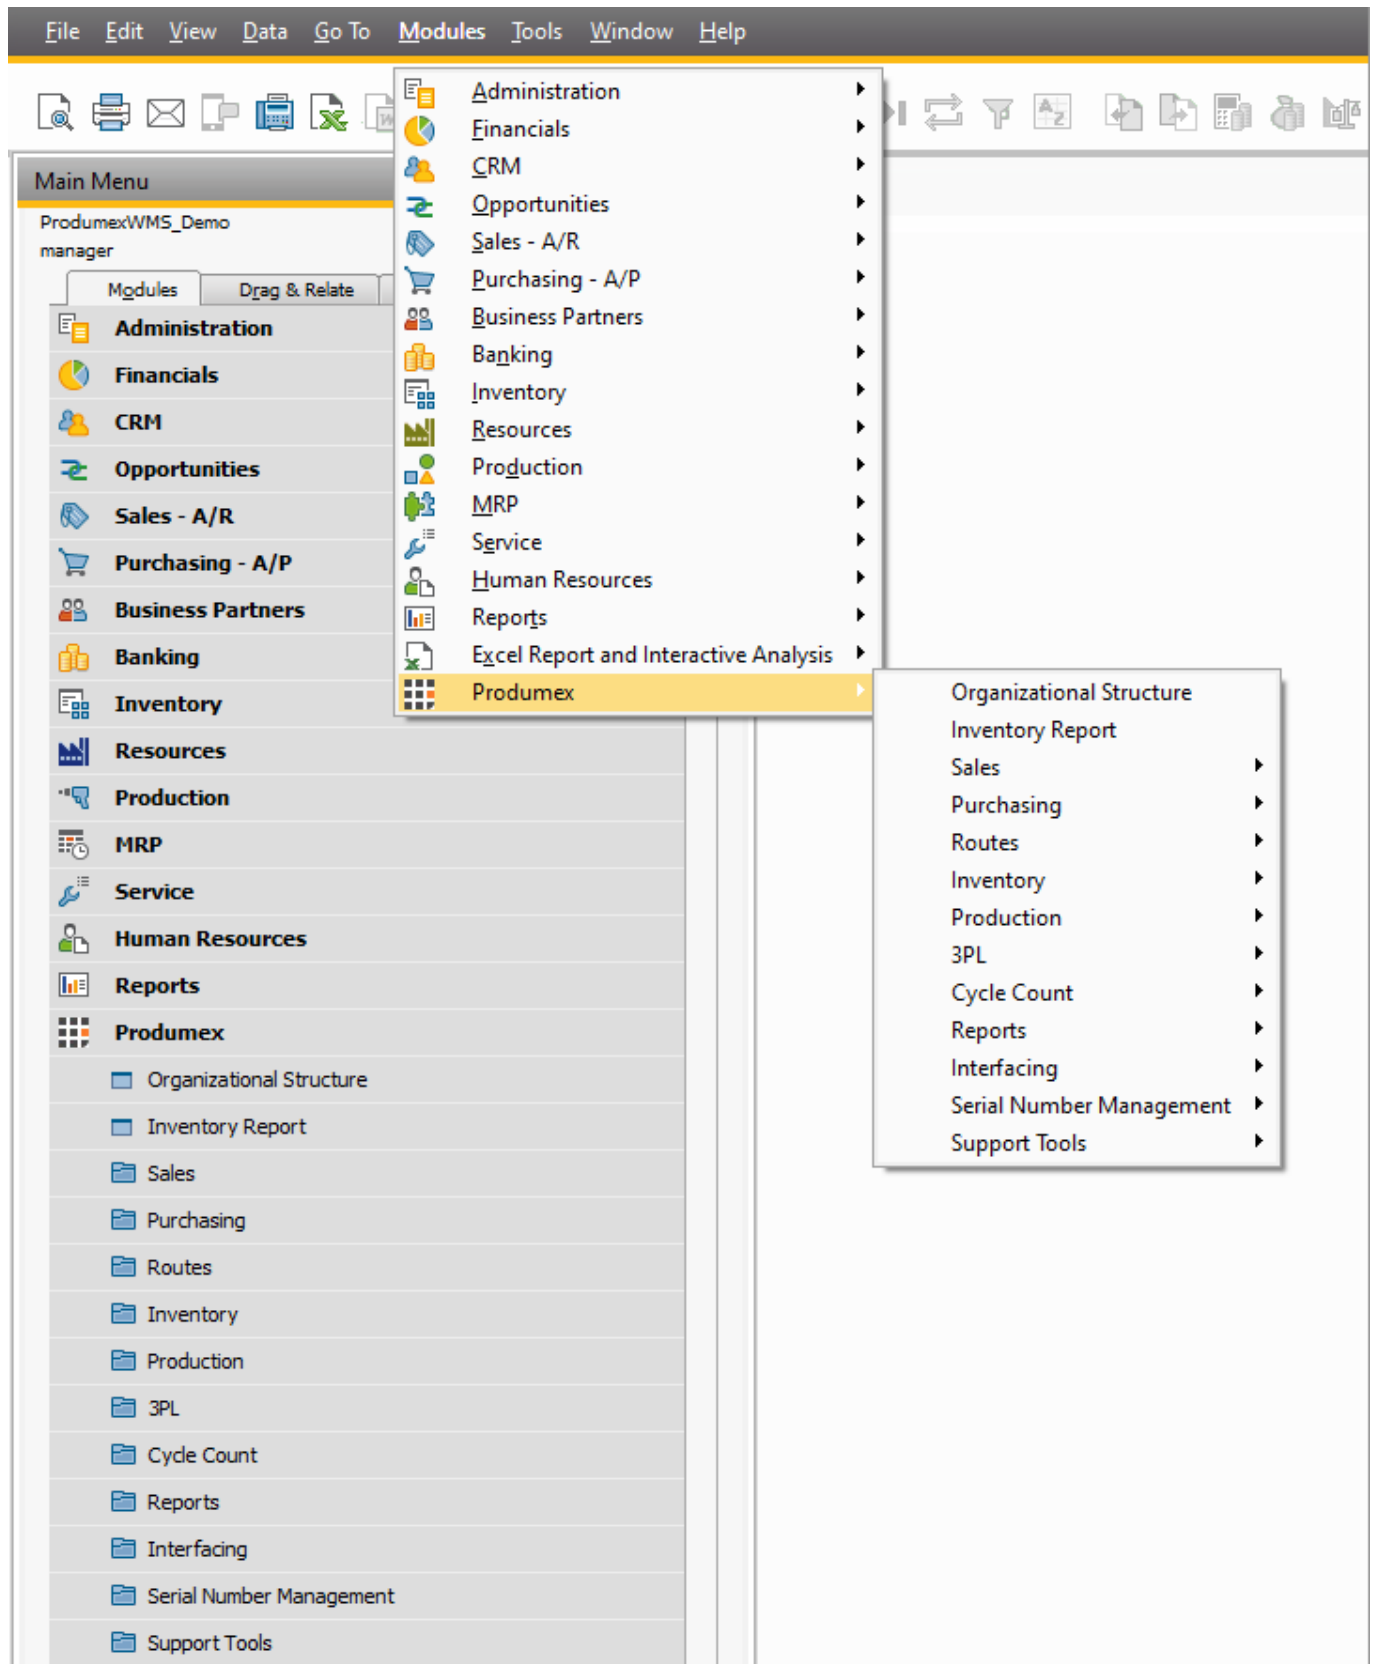 File Edit View Data Go To Modules Tools Window Help
Main Menu
ProdumexWMS_Demo
manager
Modules Drag & Relate
Administration
Financials
CRM
Opportunities
Sales - A/R
Purchasing - A/P
Business Partners
Banking
Inventory
Resources
Production
MRP
Service
Human Resources
Reports
Produmex
Organizational Structure
Inventory Report
Sales
Purchasing
Routes
Inventory
Production
3PL
Cycle Count
Reports
Interfacing
Serial Number Management
Support Tools
Administration
Financials
CRM
Opportunities
Sales - A/R
Purchasing - A/P
Business Partners
Banking
Inventory
Resources
Production
MRP
Service
Human Resources
Reports
Excel Report and Interactive Analysis
Produmex
Organizational Structure
Inventory Report
Sales
Purchasing
Routes
Inventory
Production
3PL
Cycle Count
Reports
Interfacing
Serial Number Management
Support Tools